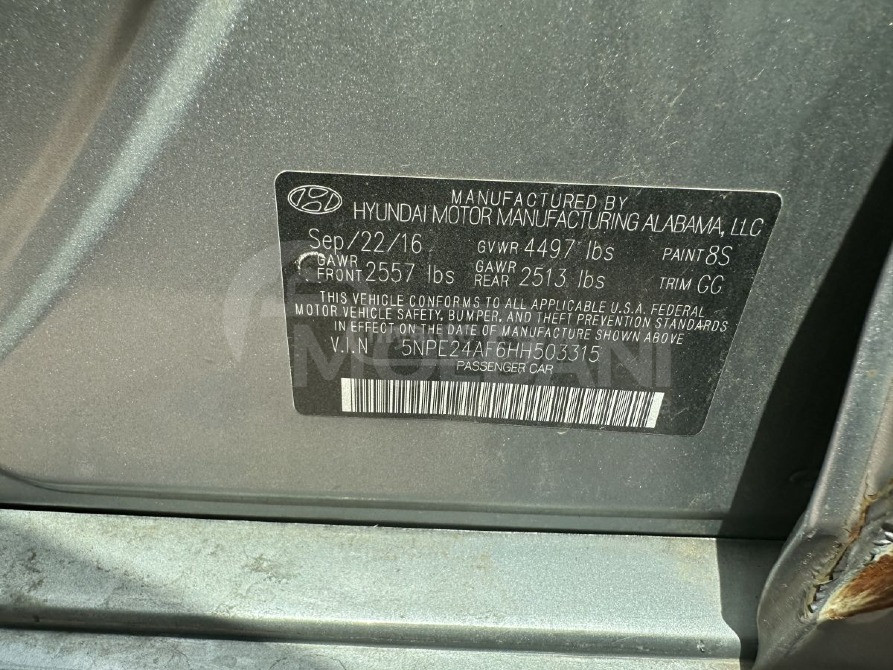 MANUFACTURED BY
HYUNDAI MOTOR MANUFACTURING ALABAMA, LLC
Sep/22/16 GVWR 4497 lbs PAINT 8S
GAWR FRONT 2557 lbs GAWR REAR 2513 lbs TRIM GG
THIS VEHICLE CONFORMS TO ALL APPLICABLE U.S.A. FEDERAL
MOTOR VEHICLE SAFETY, BUMPER, AND THEFT PREVENTION STANDARDS
IN EFFECT ON THE DATE OF MANUFACTURE SHOWN ABOVE
V.I.N 5NPE24AF6HH503315
PASSENGER CAR